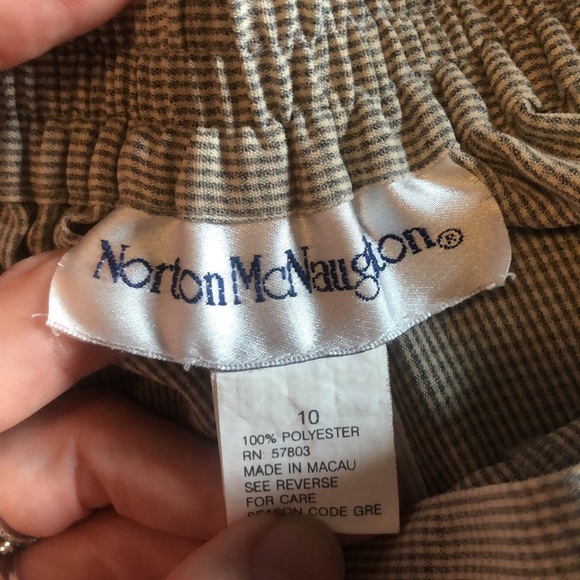 Norton McNaughton®
10
100% POLYESTER
RN: 57803
MADE IN MACAU
SEE REVERSE
FOR CARE
SEASON CODE GRE